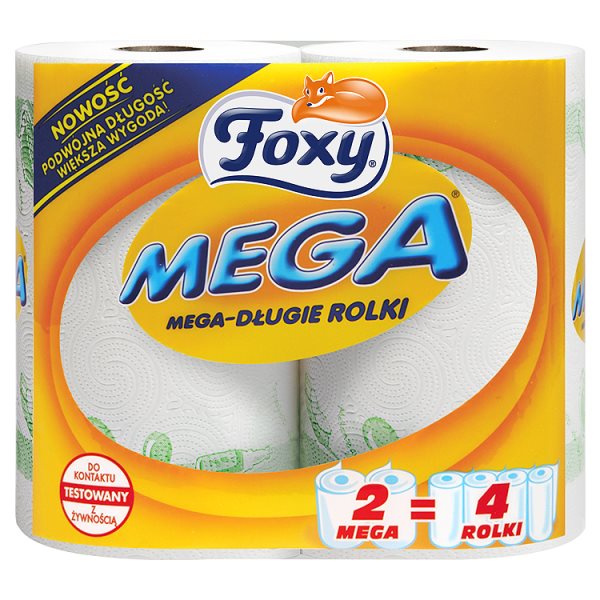 NOWOŚĆ
PODWÓJNA DŁUGOŚĆ
WIĘKSZA WYGODA!
Foxy®
MEGA®
MEGA-DŁUGIE ROLKI
DO
KONTAKTU
TESTOWANY
Z
ŻYWNOŚCIĄ
2 = 4
MEGA ROLKI